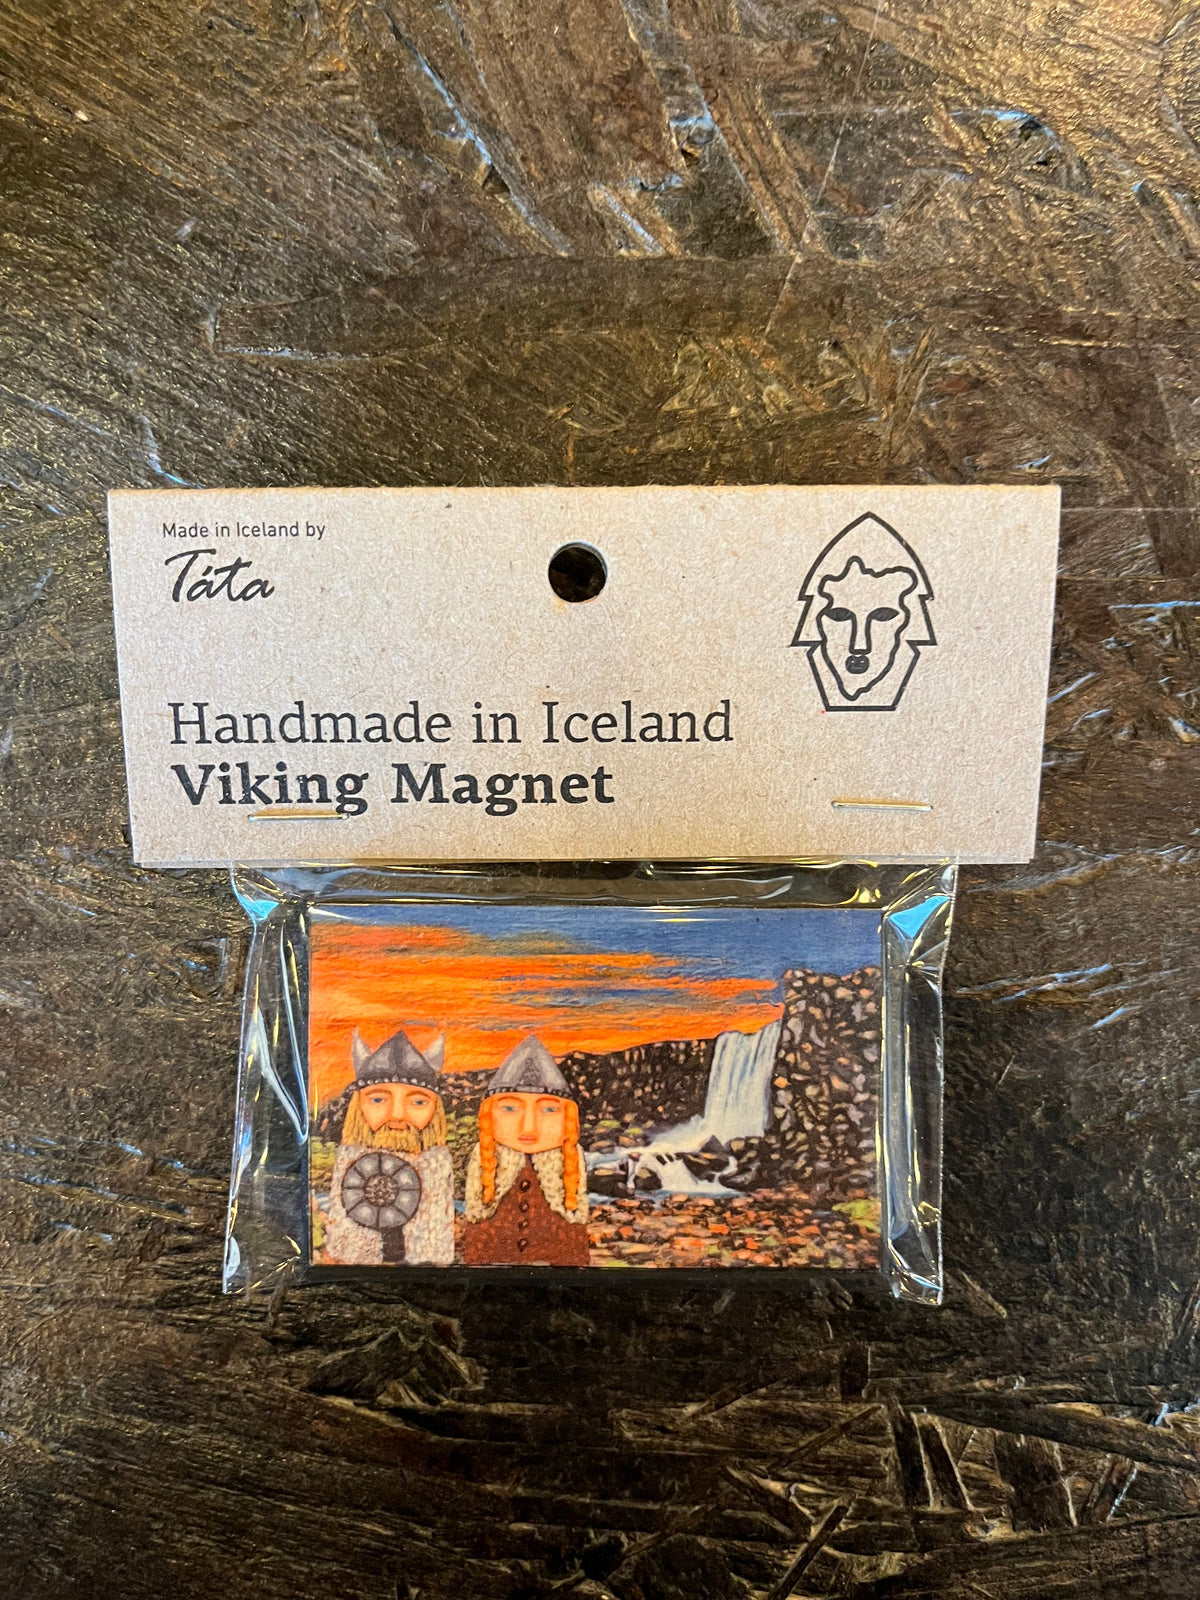 Made in Iceland by
Táta
Handmade in Iceland
Viking Magnet